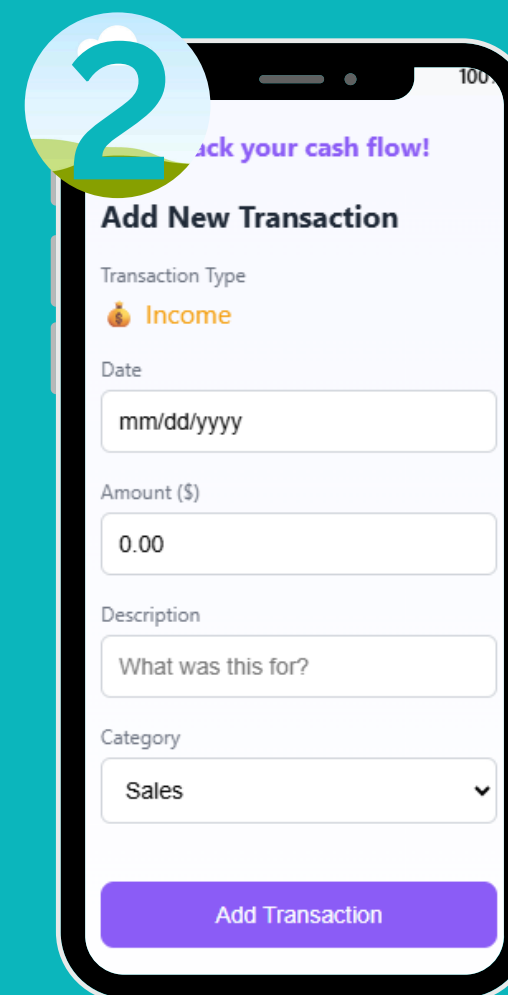 2
100%
ack your cash flow!
Add New Transaction
Transaction Type
Income
Date
mm/dd/yyyy
Amount ($)
0.00
Description
What was this for?
Category
Sales
Add Transaction